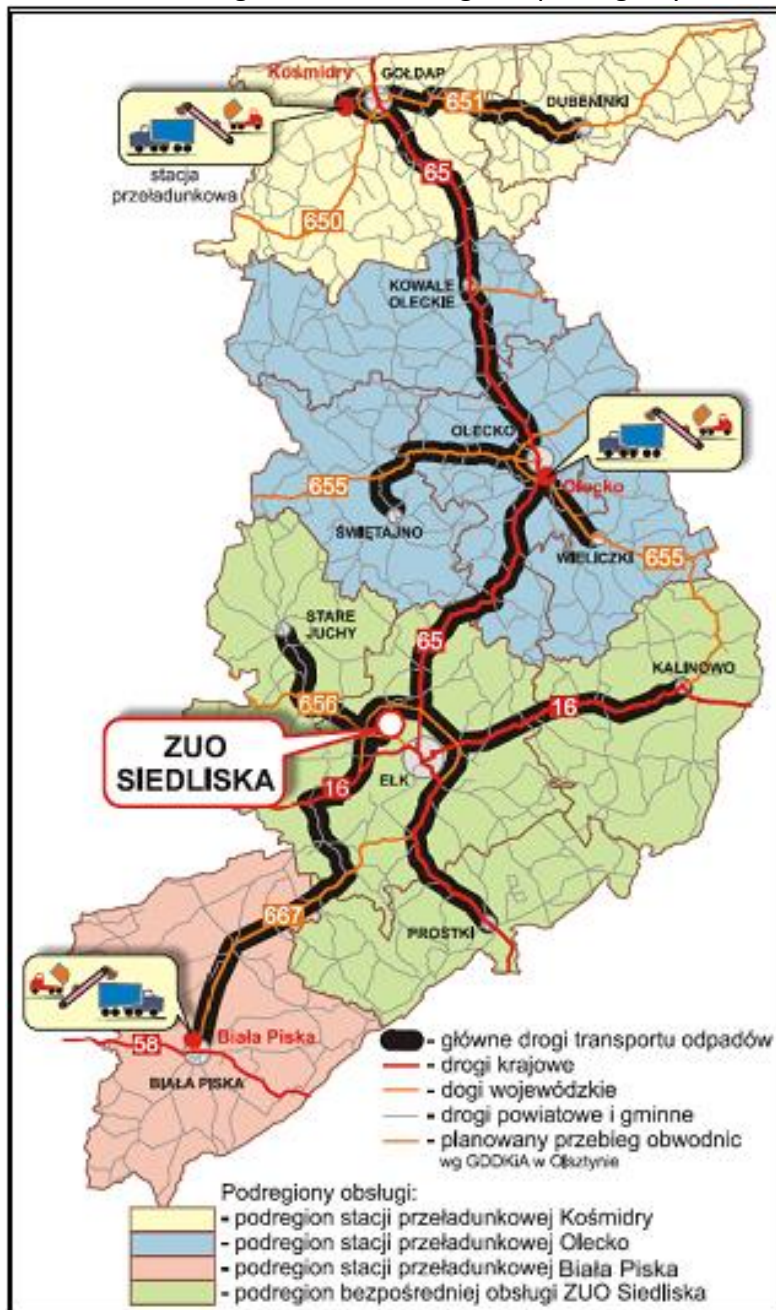 Kośmidry
GOŁDAP
651
DUBENINKI
stacja
przeładunkowa
65
650
KOWALE
OLECKIE
OLECKO
Olecko
655
ŚWIĘTAJNO
WIELICZKI
655
STARE
JUCHY
65
KALINOWO
656
16
ZUO
SIEDLISKA
EŁK
16
667
PROSTKI
58
Biała Piska
BIAŁA PISKA
- główne drogi transportu odpadów
- drogi krajowe
- dogi wojewódzkie
- drogi powiatowe i gminne
- planowany przebieg obwodnic
wg GDDKiA w Olsztynie
Podregiony obsługi:
- podregion stacji przeładunkowej Kośmidry
- podregion stacji przeładunkowej Olecko
- podregion stacji przeładunkowej Biała Piska
- podregion bezpośredniej obsługi ZUO Siedliska